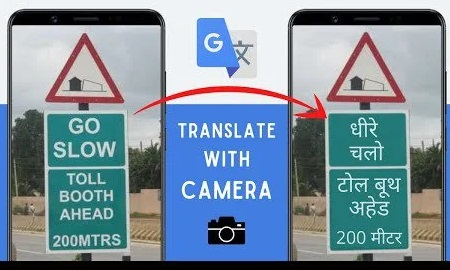 GO
SLOW
TOLL
BOOTH
AHEAD
200MTRS
G
文
TRANSLATE
WITH
CAMERA
धीरे
चलो
टोल बूथ
अहेड
200 मीटर